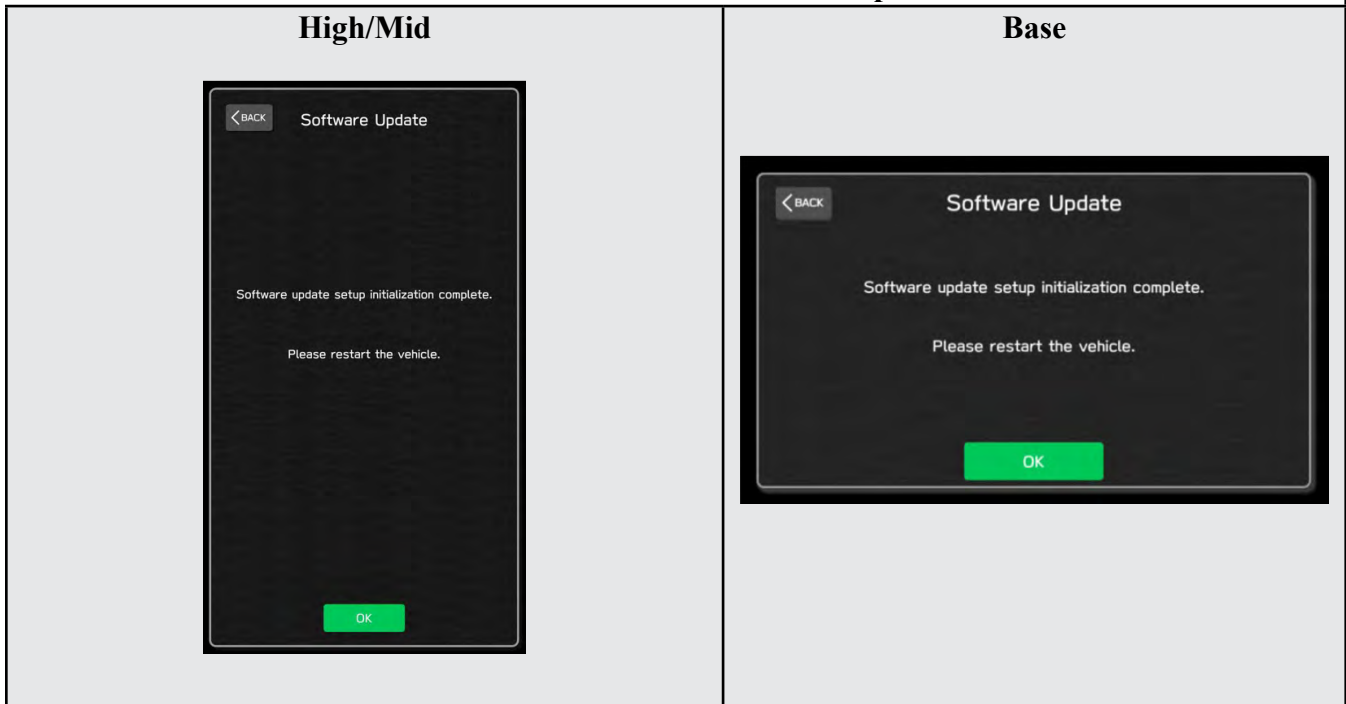 High/Mid
BACK Software Update
Software update setup initialization complete.
Please restart the vehicle.
OK
Base
BACK Software Update
Software update setup initialization complete.
Please restart the vehicle.
OK